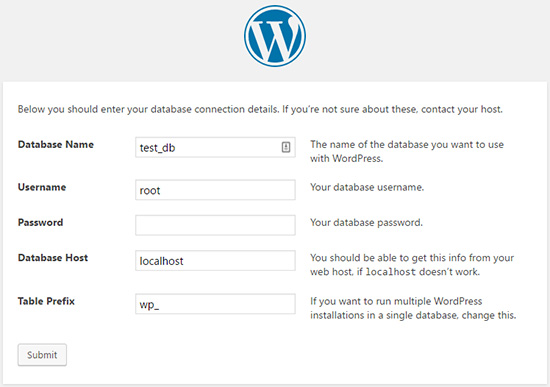 Below you should enter your database connection details. If you're not sure about these, contact your host.
Database Name
test_db
The name of the database you want to use
with WordPress.
Username
root
Your database username.
Password
Your database password.
Database Host
localhost
You should be able to get this info from your
web host, if localhost doesn't work.
Table Prefix
wp_
If you want to run multiple WordPress
installations in a single database, change this.
Submit